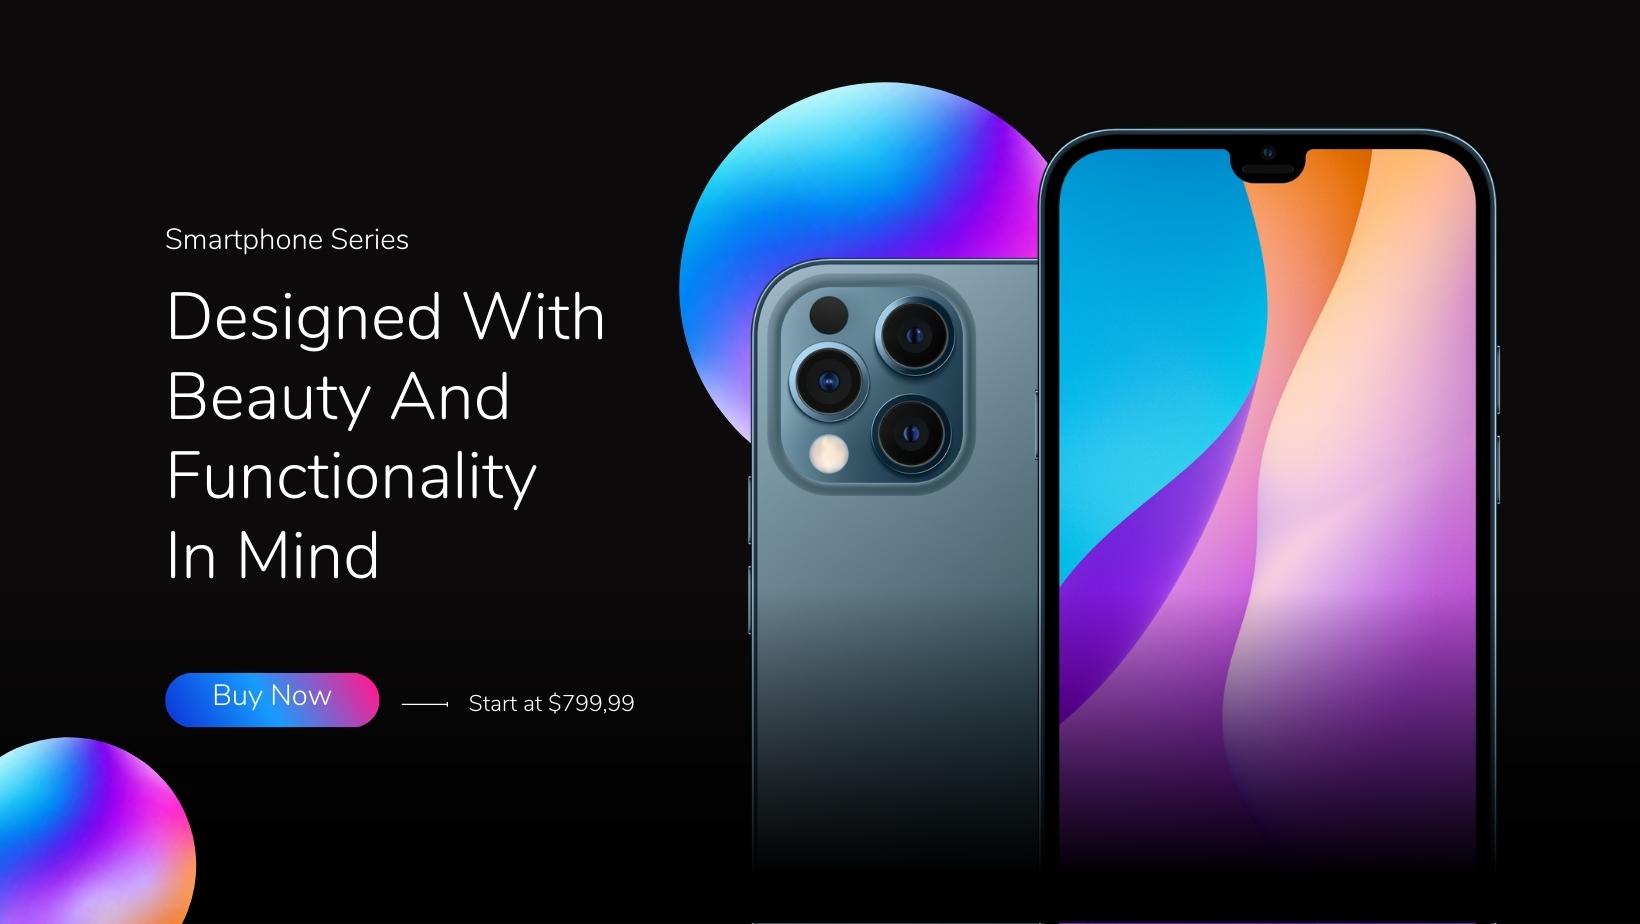 Smartphone Series
Designed With
Beauty And
Functionality
In Mind
Buy Now
Start at $799,99